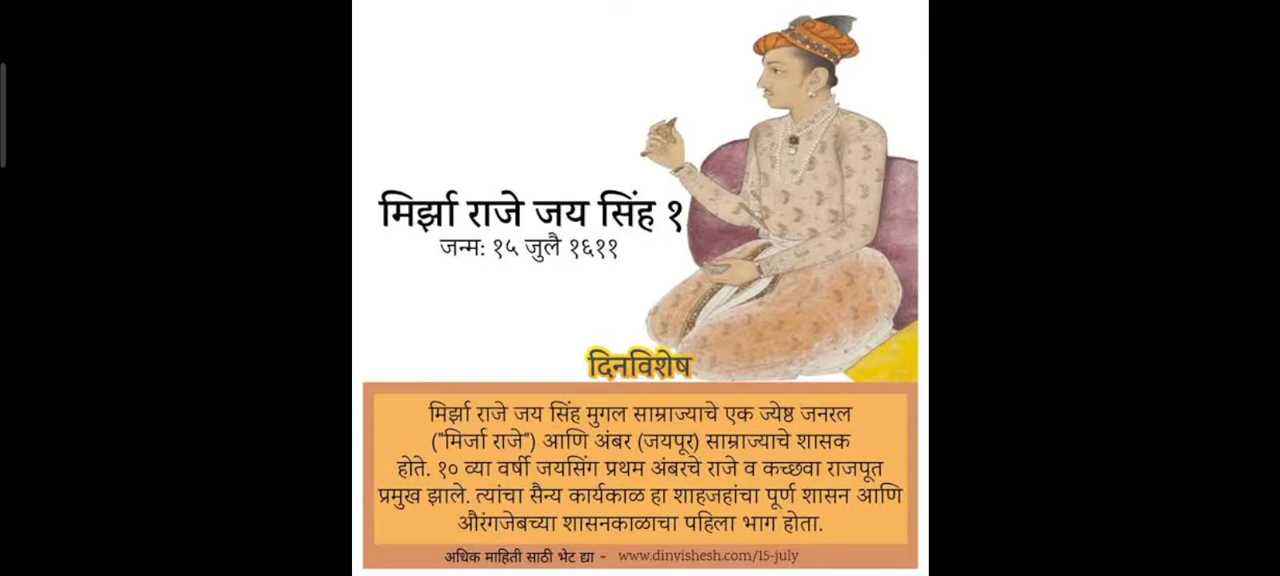 मिर्झा राजे जय सिंह १
जन्म: १५ जुलै १६११
दिनविशेष
मिर्झा राजे जय सिंह मुगल साम्राज्याचे एक ज्येष्ठ जनरल
("मिर्जा राजे") आणि अंबर (जयपूर) साम्राज्याचे शासक
होते. १० व्या वर्षी जयसिंग प्रथम अंबरचे राजे व कच्छवा राजपूत
प्रमुख झाले. त्यांचा सैन्य कार्यकाळ हा शाहजहांचा पूर्ण शासन आणि
औरंगजेबच्या शासनकाळाचा पहिला भाग होता.
अधिक माहिती साठी भेट द्या - www.dinvishesh.com/15-july